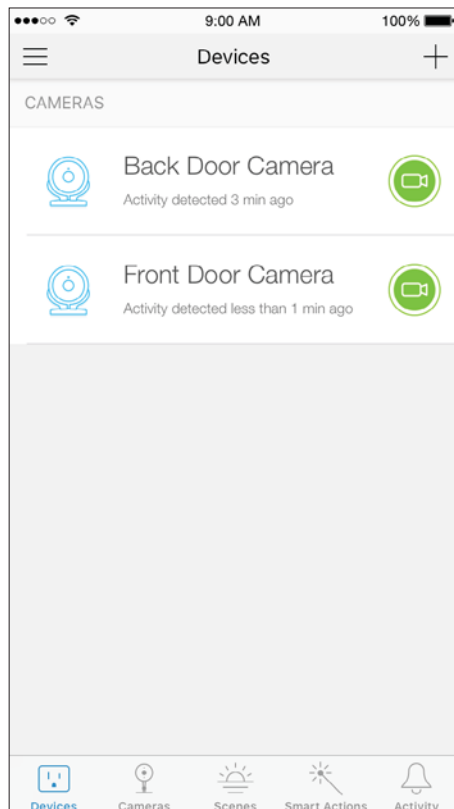 9:00 AM 100%
Devices
CAMERAS
Back Door Camera
Activity detected 3 min ago
Front Door Camera
Activity detected less than 1 min ago
Devices Cameras Scenes Smart Actions Activity